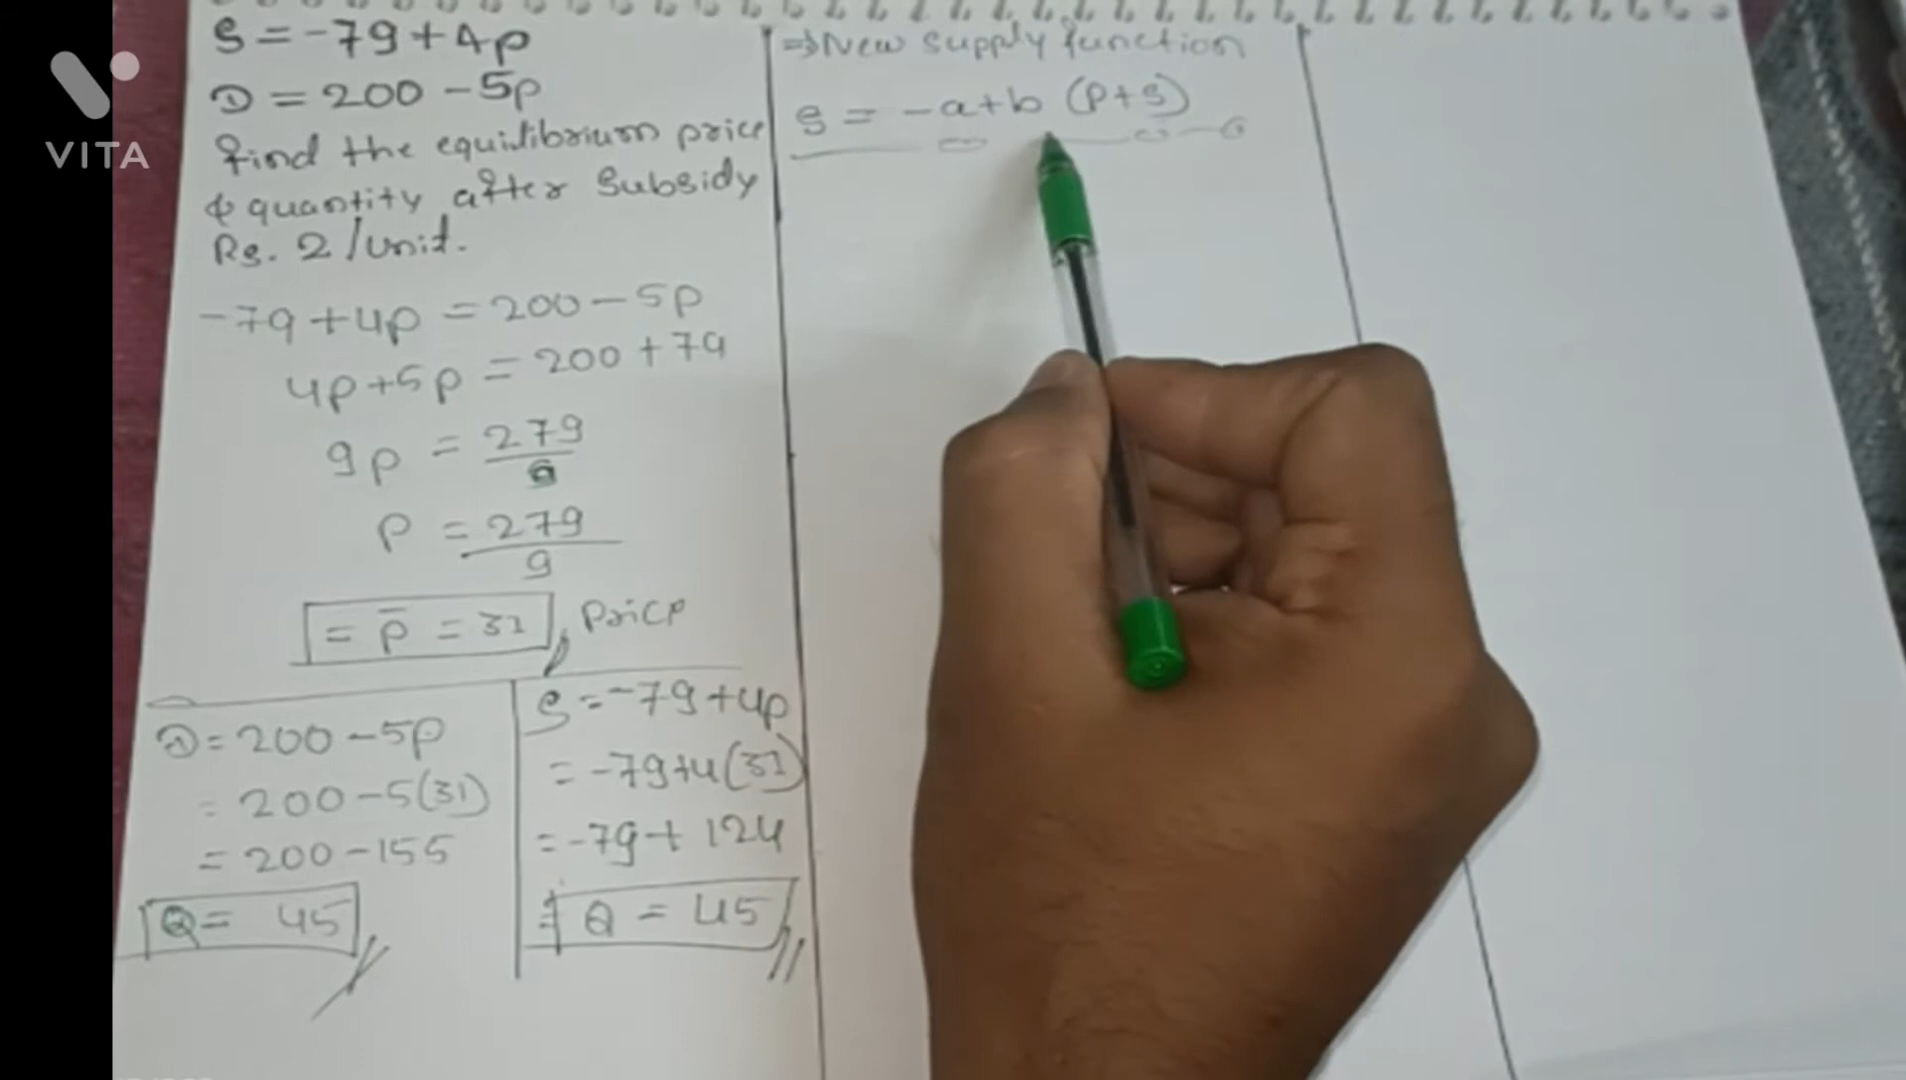 VITA
S = -79 + 4p
D = 200 - 5p
find the equilibrium price
& quantity after Subsidy
Rs. 2 / unit.
-79 + 4p = 200 - 5p
4p + 5p = 200 + 79
9p = 279 / 9
P = 279 / 9
= p̄ = 31, Price
D = 200 - 5p
= 200 - 5(31)
= 200 - 155
Q = 45
S = -79 + 4p
= -79 + 4(31)
= -79 + 124
= Q = 45
⇒ New supply function
S = -a + b (P + s)